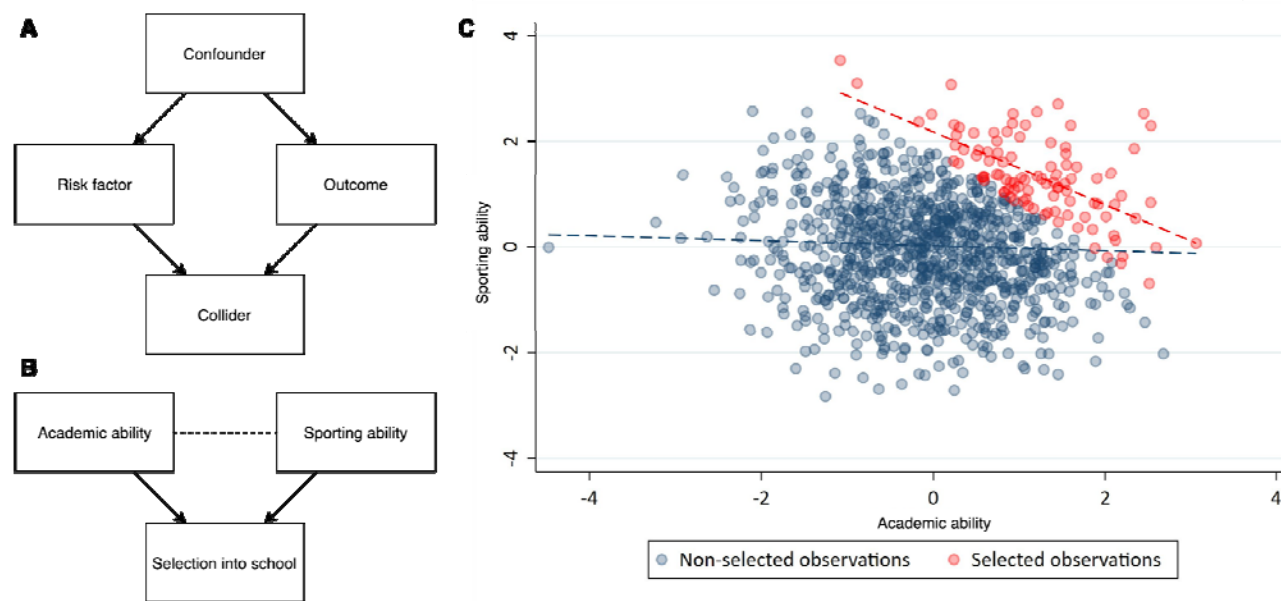 A
Confounder
Risk factor
Outcome
Collider
B
Academic ability
Sporting ability
Selection into school
C
4
2
0
-2
-4
Sporting ability
-4
-2
0
2
4
Academic ability
Non-selected observations
Selected observations